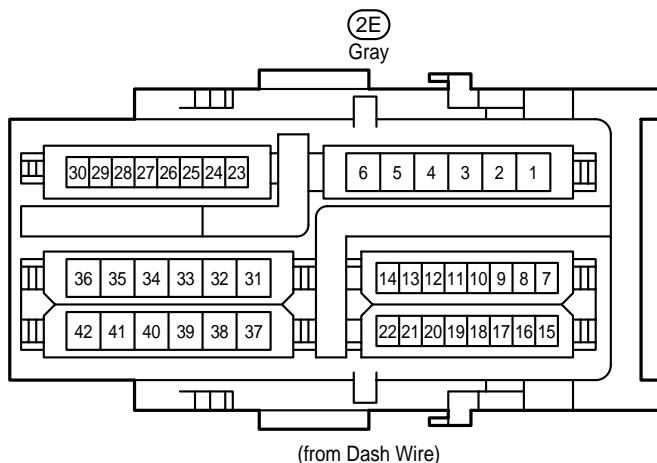 2E
Gray
30 29 28 27 26 25 24 23
6 5 4 3 2 1
36 35 34 33 32 31
14 13 12 11 10 9 8 7
42 41 40 39 38 37
22 21 20 19 18 17 16 15
(from Dash Wire)